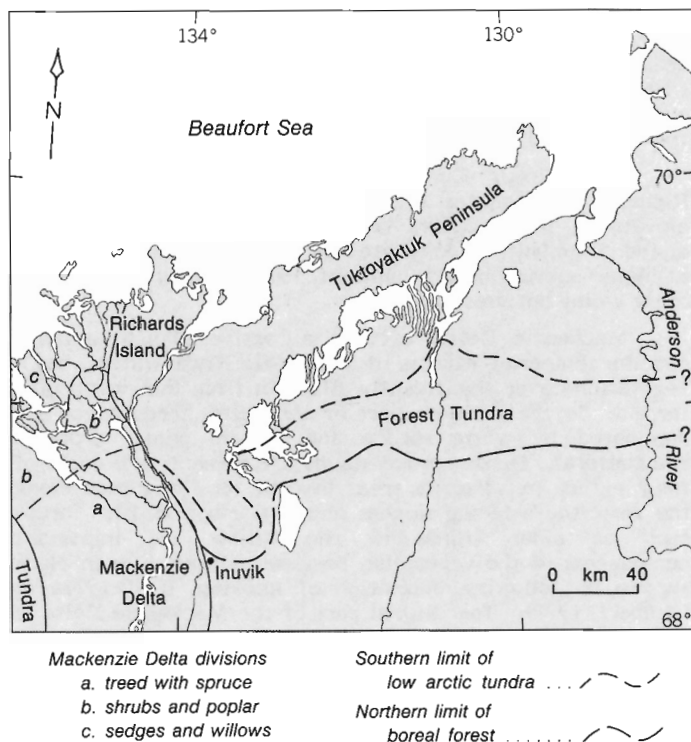 134°
130°
N
Beaufort Sea
70°
Tuktoyaktuk Peninsula
Richards
Island
Anderson
River
c
b
?
Forest Tundra
?
b
a
Tundra
Mackenzie
Delta
Inuvik
0 km 40
68°
Mackenzie Delta divisions
a. treed with spruce
b. shrubs and poplar
c. sedges and willows
Southern limit of
low arctic tundra ...
Northern limit of
boreal forest .......